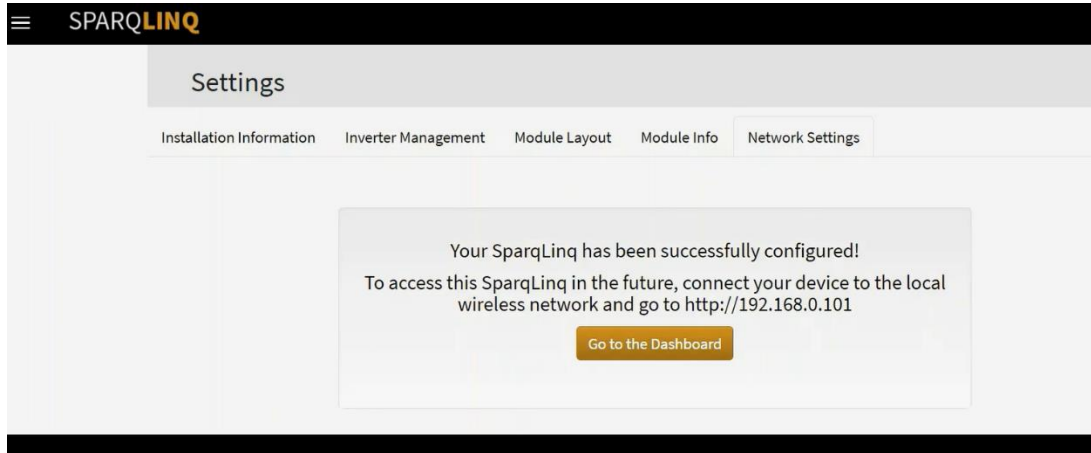 SPARQLINQ
Settings
Installation Information Inverter Management Module Layout Module Info Network Settings
Your SparqLinq has been successfully configured!
To access this SparqLinq in the future, connect your device to the local
wireless network and go to http://192.168.0.101
Go to the Dashboard